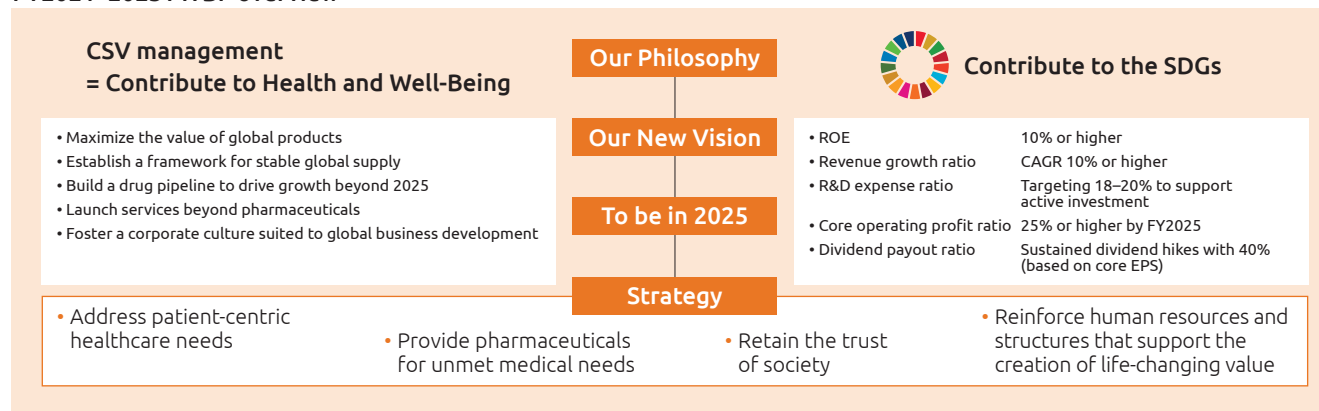 CSV management
= Contribute to Health and Well-Being
Our Philosophy
Contribute to the SDGs
• Maximize the value of global products
• Establish a framework for stable global supply
• Build a drug pipeline to drive growth beyond 2025
• Launch services beyond pharmaceuticals
• Foster a corporate culture suited to global business development
Our New Vision
To be in 2025
• ROE 10% or higher
• Revenue growth ratio CAGR 10% or higher
• R&D expense ratio Targeting 18–20% to support
active investment
• Core operating profit ratio 25% or higher by FY2025
• Dividend payout ratio Sustained dividend hikes with 40%
(based on core EPS)
Strategy
• Address patient-centric
healthcare needs
• Provide pharmaceuticals
for unmet medical needs
• Retain the trust
of society
• Reinforce human resources and
structures that support the
creation of life-changing value